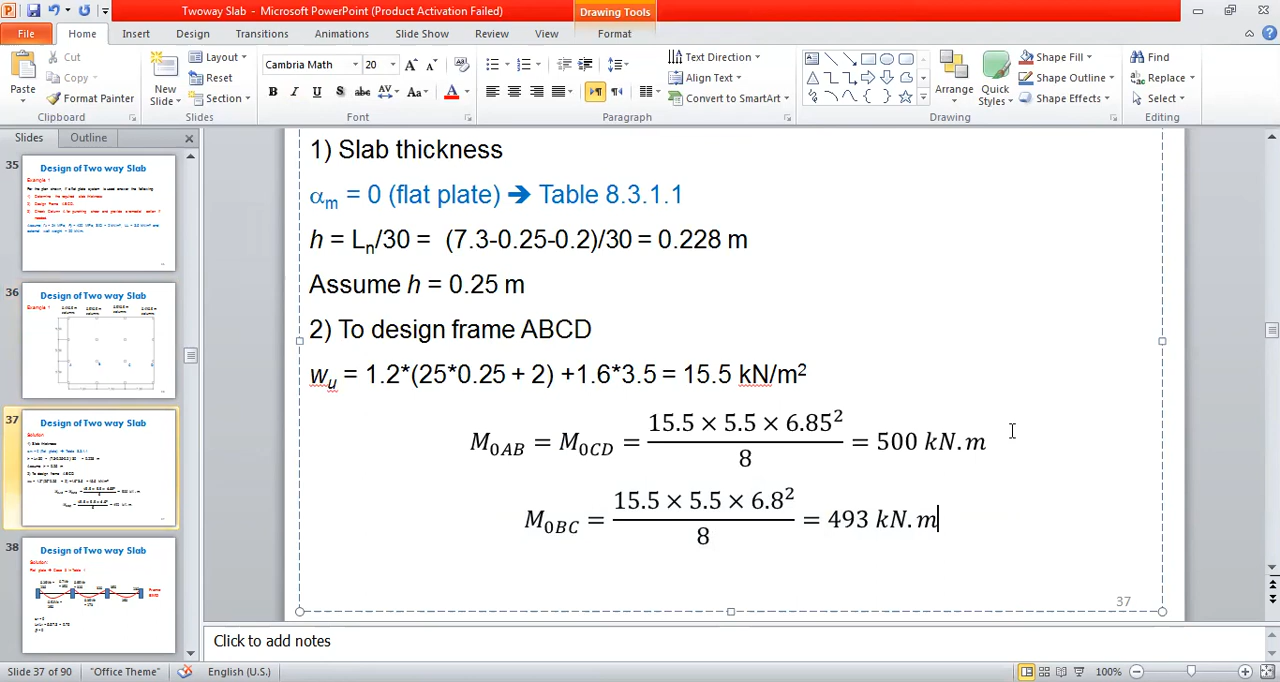 Twoway Slab - Microsoft PowerPoint (Product Activation Failed)
Drawing Tools
File Home Insert Design Transitions Animations Slide Show Review View Format
Paste
Cut
Copy
Format Painter
Clipboard
New Slide
Layout
Reset
Section
Slides
Cambria Math 20
Font
Paragraph
Text Direction
Align Text
Convert to SmartArt
Arrange
Quick Styles
Shape Fill
Shape Outline
Shape Effects
Drawing
Find
Replace
Select
Editing
Slides Outline
35
Design of Two way Slab
36
Design of Two way Slab
37
Design of Two way Slab
38
Design of Two way Slab
1) Slab thickness
αm = 0 (flat plate) ➔ Table 8.3.1.1
h = Ln/30 = (7.3-0.25-0.2)/30 = 0.228 m
Assume h = 0.25 m
2) To design frame ABCD
wu = 1.2*(25*0.25 + 2) +1.6*3.5 = 15.5 kN/m²
M0AB = M0CD = 15.5 × 5.5 × 6.85² / 8 = 500 kN.m
M0BC = 15.5 × 5.5 × 6.8² / 8 = 493 kN.m
37
Click to add notes
Slide 37 of 90 "Office Theme" English (U.S.) 100%